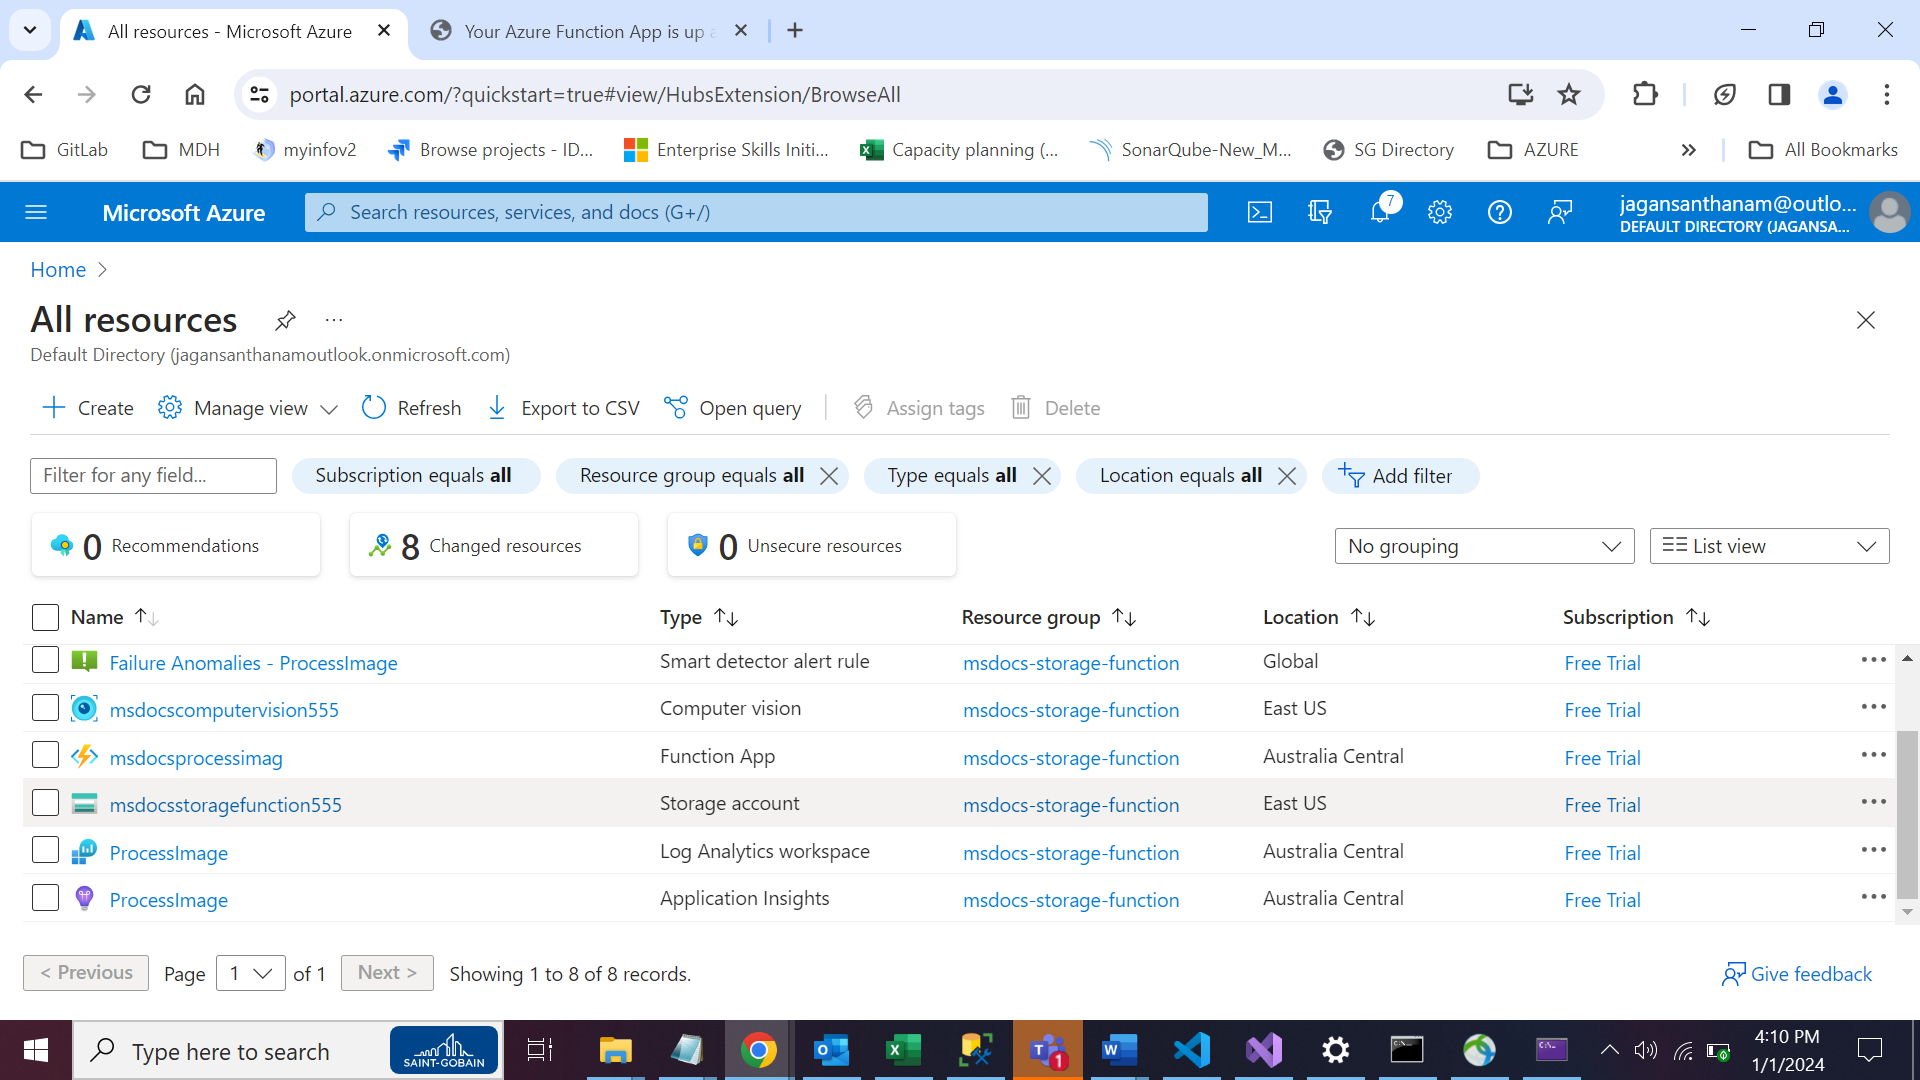 All resources - Microsoft Azure
Your Azure Function App is up a
portal.azure.com/?quickstart=true#view/HubsExtension/BrowseAll
GitLab
MDH
myinfov2
Browse projects - ID...
Enterprise Skills Initi...
Capacity planning (...
SonarQube-New_M...
SG Directory
AZURE
»
All Bookmarks
Microsoft Azure
Search resources, services, and docs (G+/)
7
jagansanthanam@outlo...
DEFAULT DIRECTORY (JAGANSA...
Home >
All resources
...
Default Directory (jagansanthanamoutlook.onmicrosoft.com)
Create
Manage view
Refresh
Export to CSV
Open query
Assign tags
Delete
Filter for any field...
Subscription equals all
Resource group equals all
Type equals all
Location equals all
Add filter
0 Recommendations
8 Changed resources
0 Unsecure resources
No grouping
List view
Name Type Resource group Location Subscription
Failure Anomalies - ProcessImage Smart detector alert rule msdocs-storage-function Global Free Trial
msdocscomputervision555 Computer vision msdocs-storage-function East US Free Trial
msdocsprocessimag Function App msdocs-storage-function Australia Central Free Trial
msdocsstoragefunction555 Storage account msdocs-storage-function East US Free Trial
ProcessImage Log Analytics workspace msdocs-storage-function Australia Central Free Trial
ProcessImage Application Insights msdocs-storage-function Australia Central Free Trial
< Previous
Page 1 of 1
Next >
Showing 1 to 8 of 8 records.
Give feedback
Type here to search
SAINT-GOBAIN
1
4:10 PM
1/1/2024